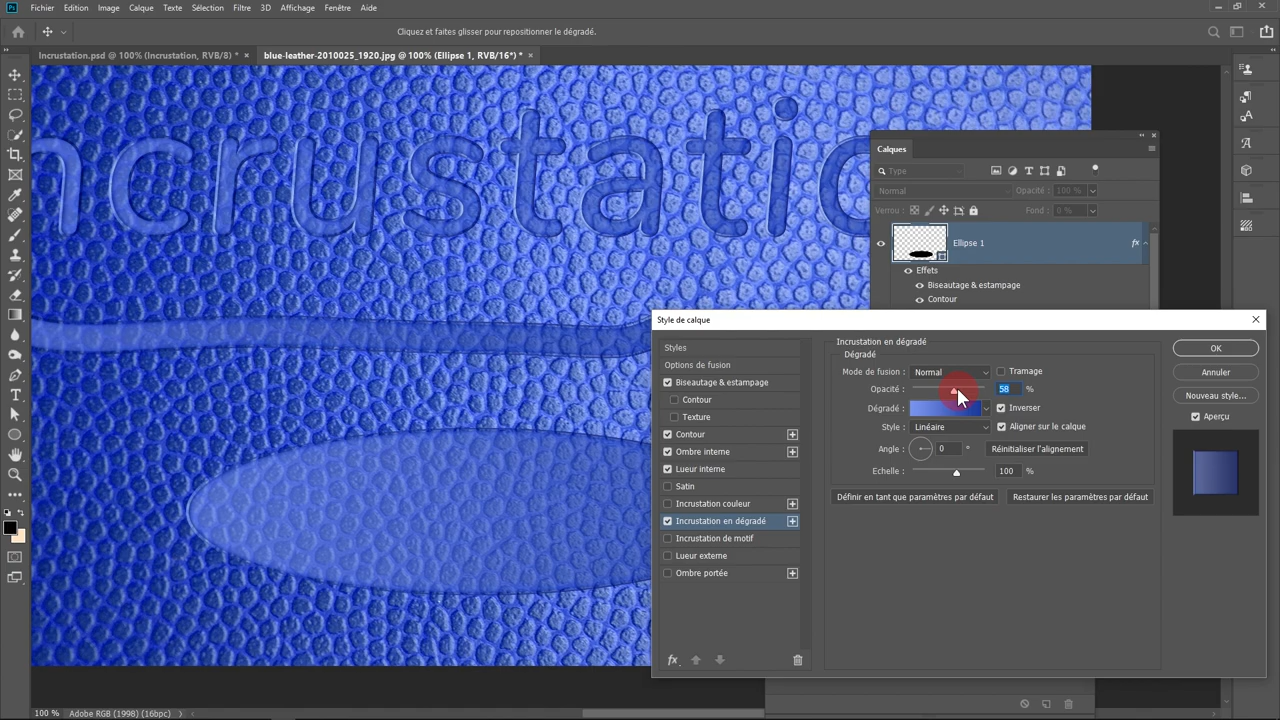 Ps Fichier Edition Image Calque Texte Sélection Filtre 3D Affichage Fenêtre Aide
Cliquez et faites glisser pour repositionner le dégradé.
Incrustation.psd @ 100% (Incrustation, RVB/8) * × blue-leather-2010025_1920.jpg @ 100% (Ellipse 1, RVB/16*) * ×
ncrustatio
Calques
Type
Normal Opacité : 100 %
Verrou : Fond : 0 %
Ellipse 1 fx
Effets
Biseautage & estampage
Contour
Style de calque
Styles
Options de fusion
Biseautage & estampage
Contour
Texture
Contour
Ombre interne
Lueur interne
Satin
Incrustation couleur
Incrustation en dégradé
Incrustation de motif
Lueur externe
Ombre portée
fx
Incrustation en dégradé
Dégradé
Mode de fusion : Normal Tramage
Opacité : 58 %
Dégradé : Inverser
Style : Linéaire Aligner sur le calque
Angle : 0 ° Réinitialiser l'alignement
Echelle : 100 %
Définir en tant que paramètres par défaut Restaurer les paramètres par défaut
OK
Annuler
Nouveau style...
Aperçu
100 % Adobe RGB (1998) (16bpc)